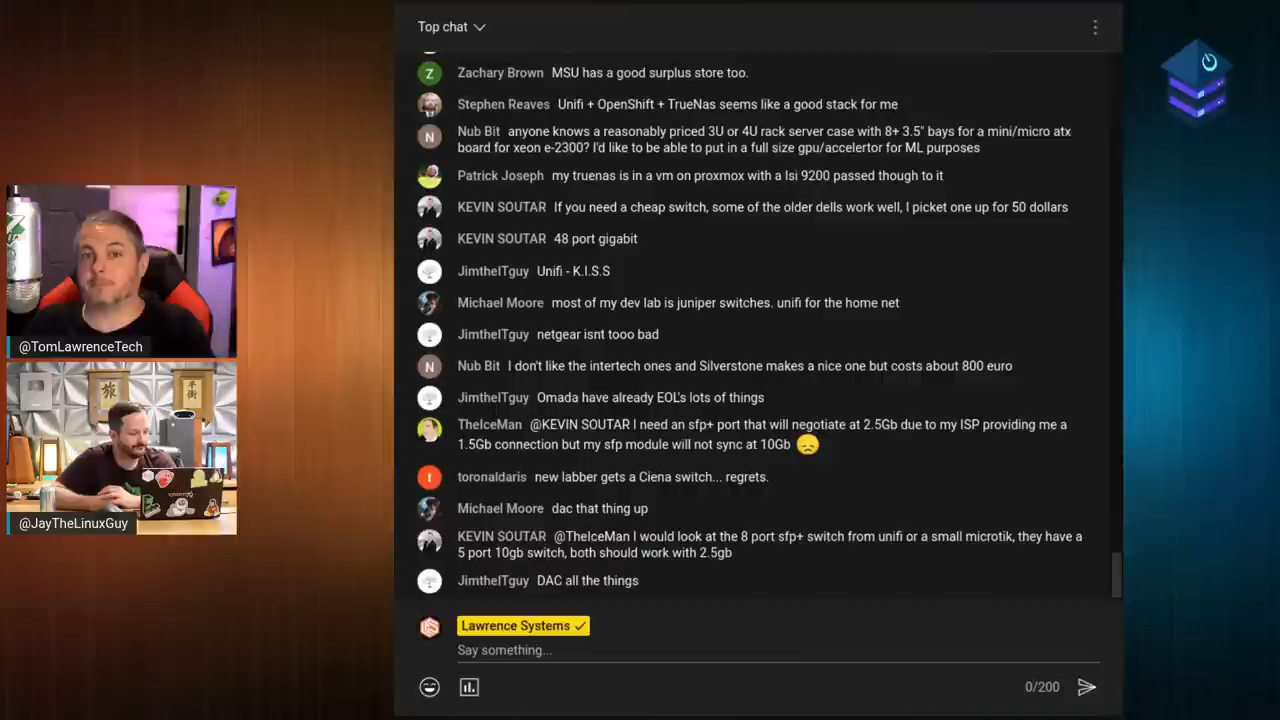 Top chat
Z
Zachary Brown MSU has a good surplus store too.
Stephen Reaves Unifi + OpenShift + TrueNas seems like a good stack for me
N
Nub Bit anyone knows a reasonably priced 3U or 4U rack server case with 8+ 3.5" bays for a mini/micro atx
board for xeon e-2300? I'd like to be able to put in a full size gpu/accelertor for ML purposes
Patrick Joseph my truenas is in a vm on proxmox with a lsi 9200 passed though to it
KEVIN SOUTAR If you need a cheap switch, some of the older dells work well, I picket one up for 50 dollars
KEVIN SOUTAR 48 port gigabit
JimtheITguy Unifi - K.I.S.S
Michael Moore most of my dev lab is juniper switches. unifi for the home net
JimtheITguy netgear isnt tooo bad
N
Nub Bit I don't like the intertech ones and Silverstone makes a nice one but costs about 800 euro
JimtheITguy Omada have already EOL's lots of things
TheIceMan @KEVIN SOUTAR I need an sfp+ port that will negotiate at 2.5Gb due to my ISP providing me a
1.5Gb connection but my sfp module will not sync at 10Gb
t
toronaldaris new labber gets a Ciena switch... regrets.
Michael Moore dac that thing up
KEVIN SOUTAR @TheIceMan I would look at the 8 port sfp+ switch from unifi or a small microtik, they have a
5 port 10gb switch, both should work with 2.5gb
JimtheITguy DAC all the things
Lawrence Systems
Say something...
0/200
@TomLawrenceTech
旅
@JayTheLinuxGuy